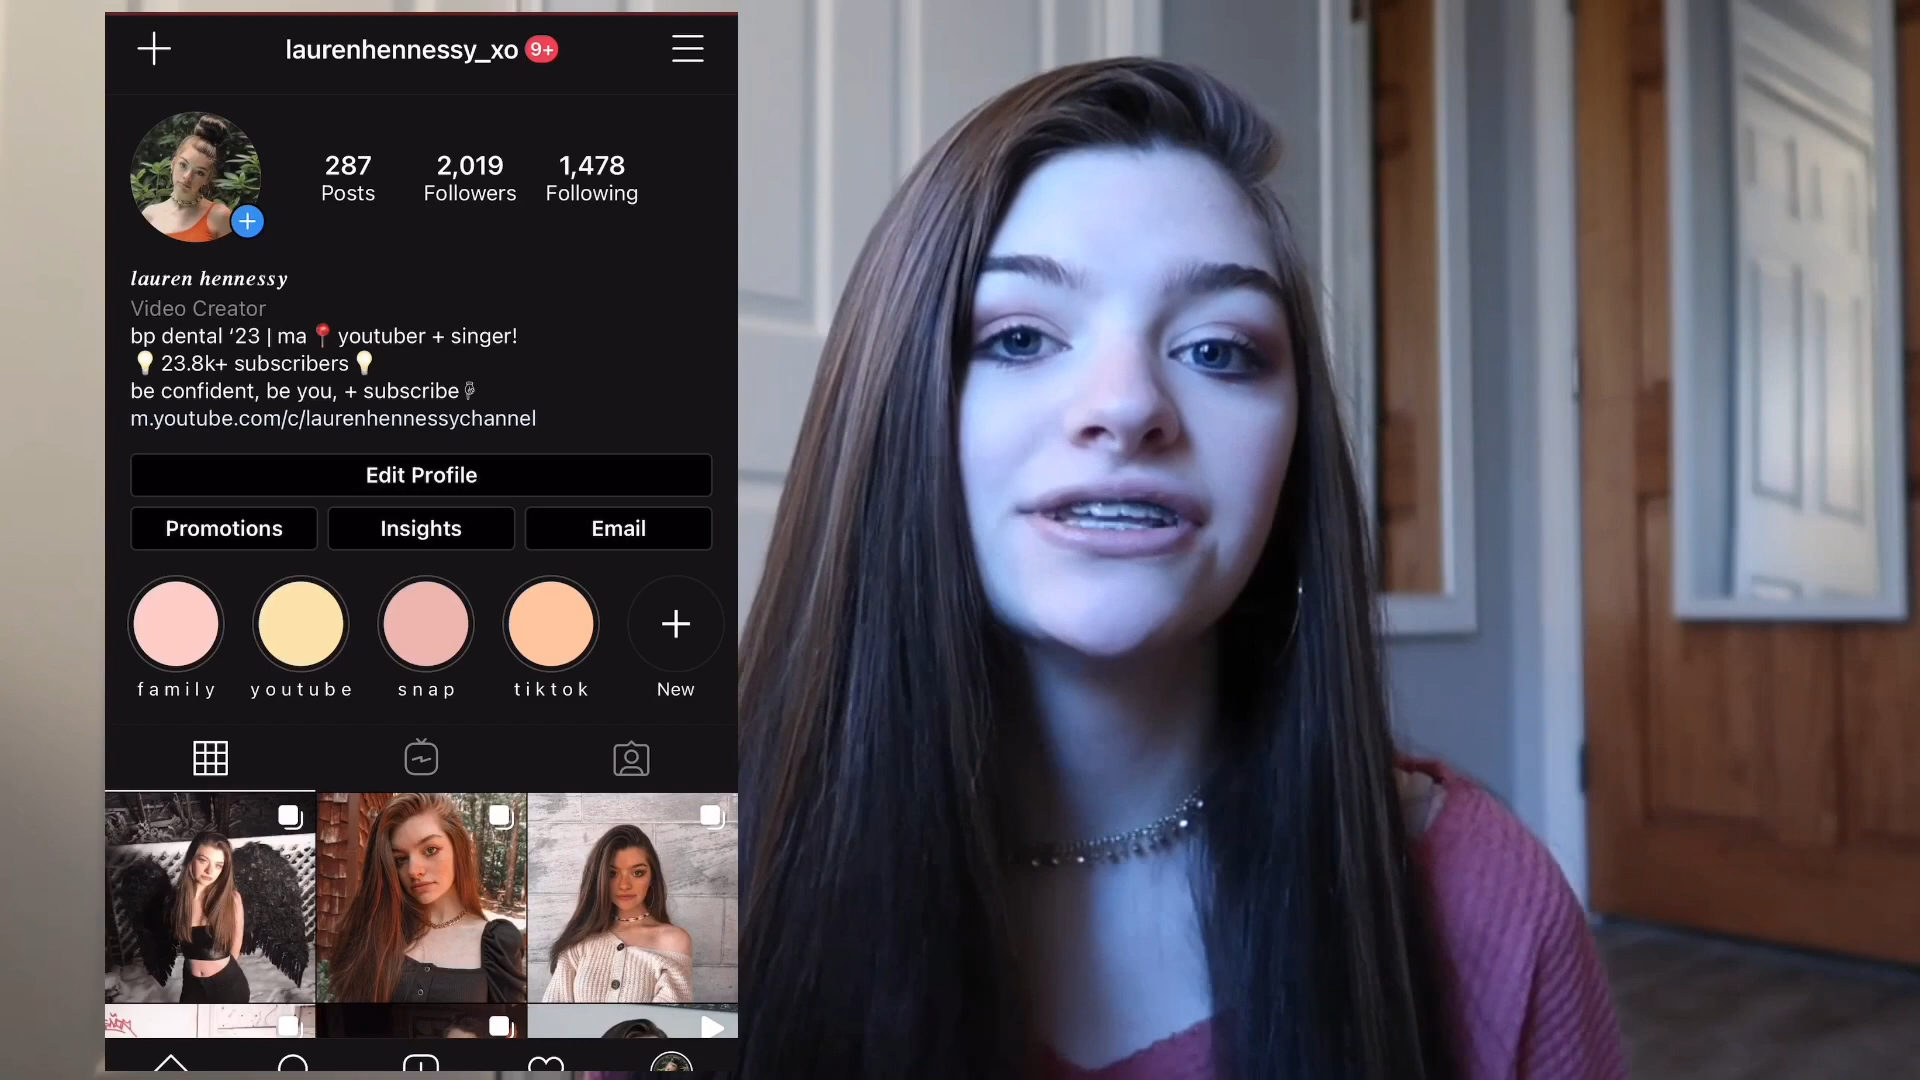 laurenhennessy_xo 9+
287 2,019 1,478
Posts Followers Following
lauren hennessy
Video Creator
bp dental ‘23 | ma📍youtuber + singer!
💡23.8k+ subscribers💡
be confident, be you, + subscribe☟
m.youtube.com/c/laurenhennessychannel
Edit Profile
Promotions Insights Email
family youtube snap tiktok New